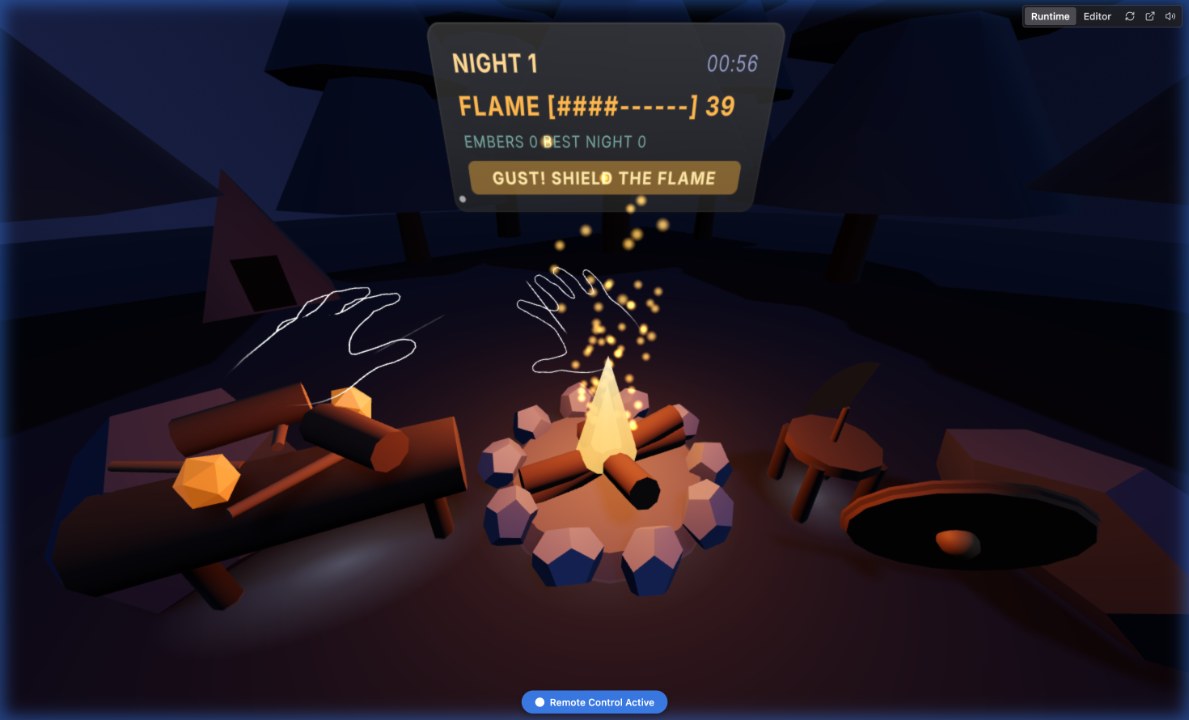 Runtime Editor
NIGHT 1 00:56
FLAME [####------] 39
EMBERS 0 BEST NIGHT 0
GUST! SHIELD THE FLAME
Remote Control Active